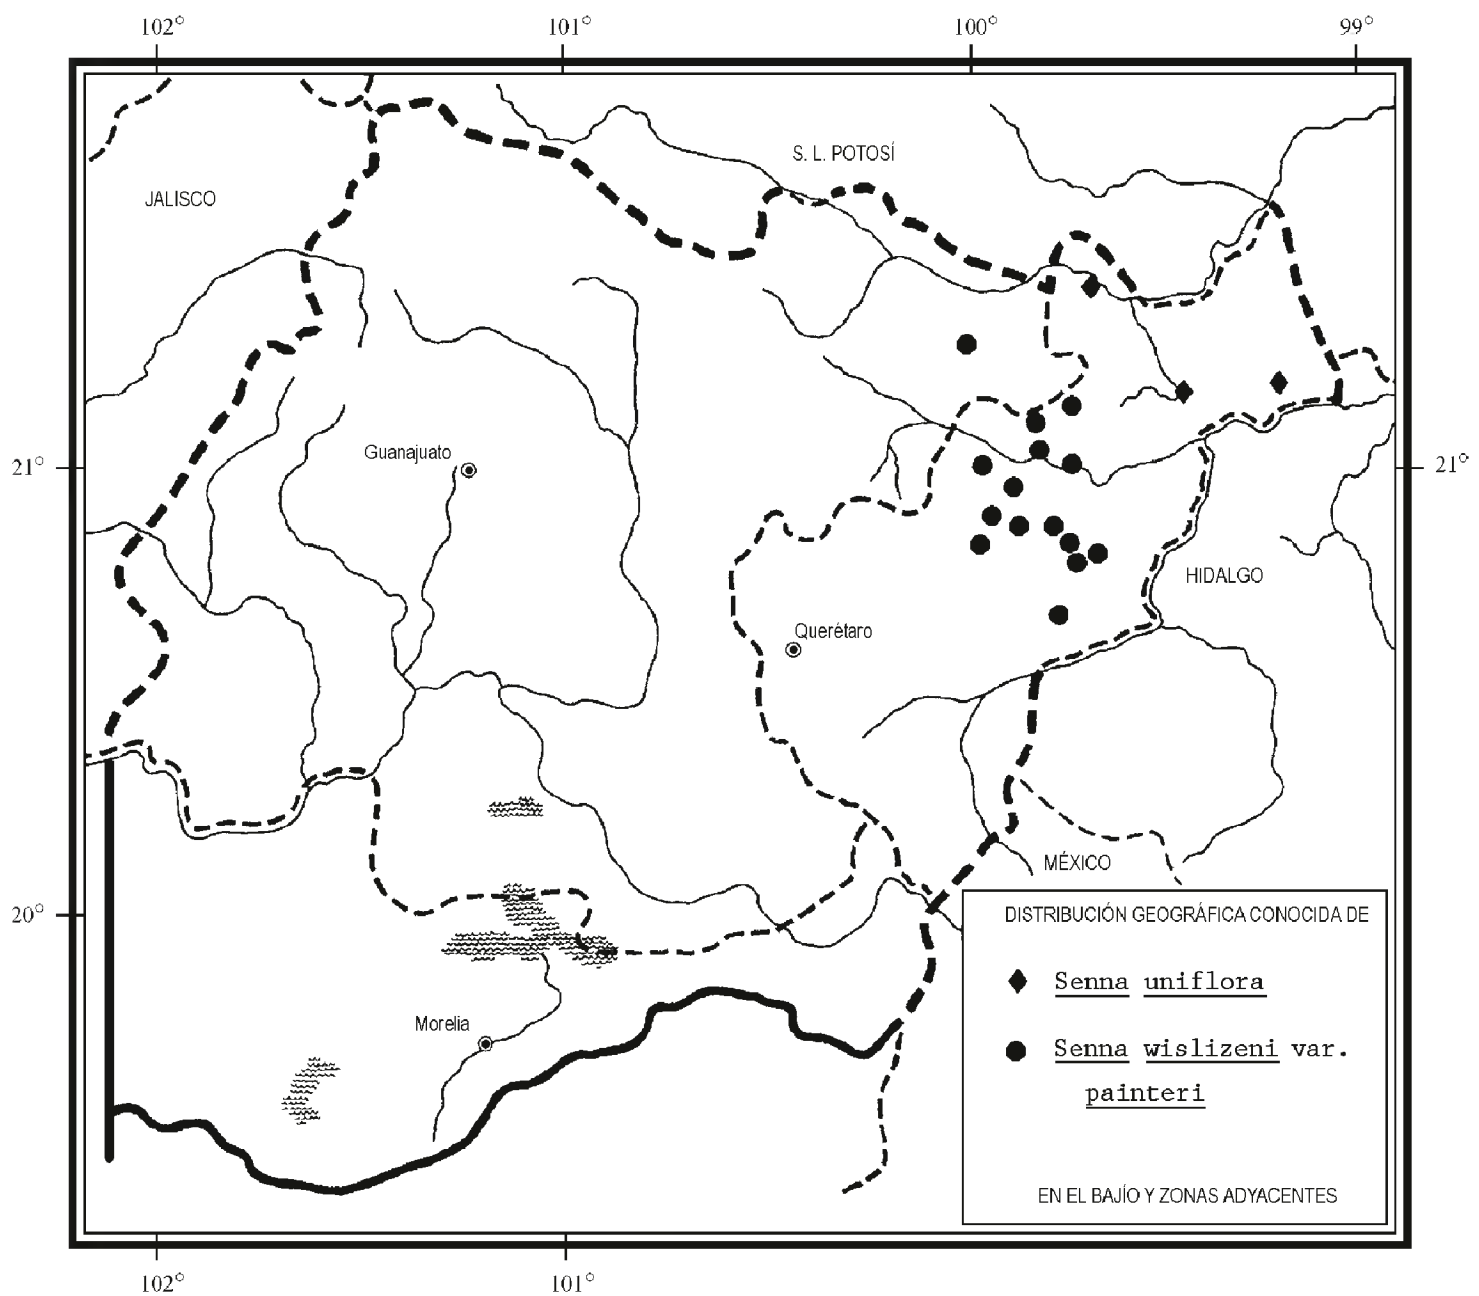 102° 101° 100° 99°
S. L. POTOSÍ
JALISCO
Guanajuato
21° 21°
HIDALGO
Querétaro
MÉXICO
20°
DISTRIBUCIÓN GEOGRÁFICA CONOCIDA DE
Senna uniflora
Morelia
Senna wislizeni var.
painteri
EN EL BAJÍO Y ZONAS ADYACENTES
102° 101°